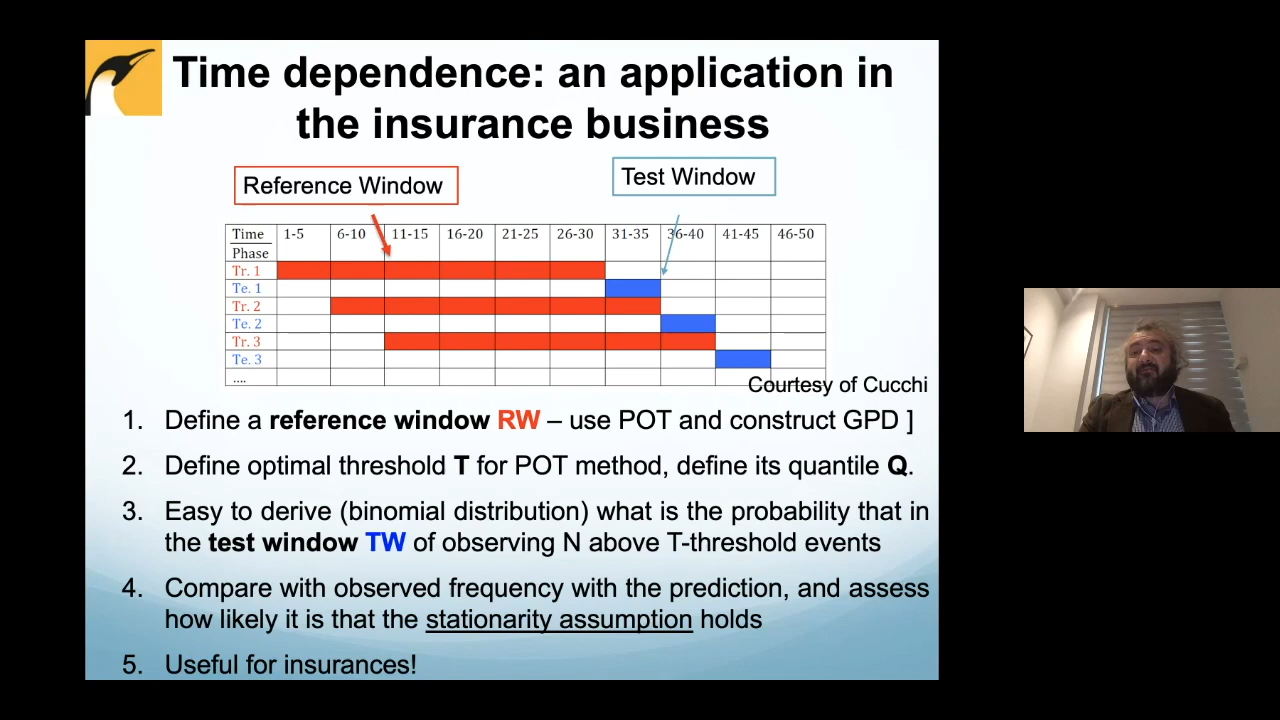 Time dependence: an application in
the insurance business
Reference Window
Test Window
Time 1-5 6-10 11-15 16-20 21-25 26-30 31-35 36-40 41-45 46-50
Phase
Tr. 1
Te. 1
Tr. 2
Te. 2
Tr. 3
Te. 3
....
Courtesy of Cucchi
1. Define a reference window RW – use POT and construct GPD ]
2. Define optimal threshold T for POT method, define its quantile Q.
3. Easy to derive (binomial distribution) what is the probability that in
the test window TW of observing N above T-threshold events
4. Compare with observed frequency with the prediction, and assess
how likely it is that the stationarity assumption holds
5. Useful for insurances!